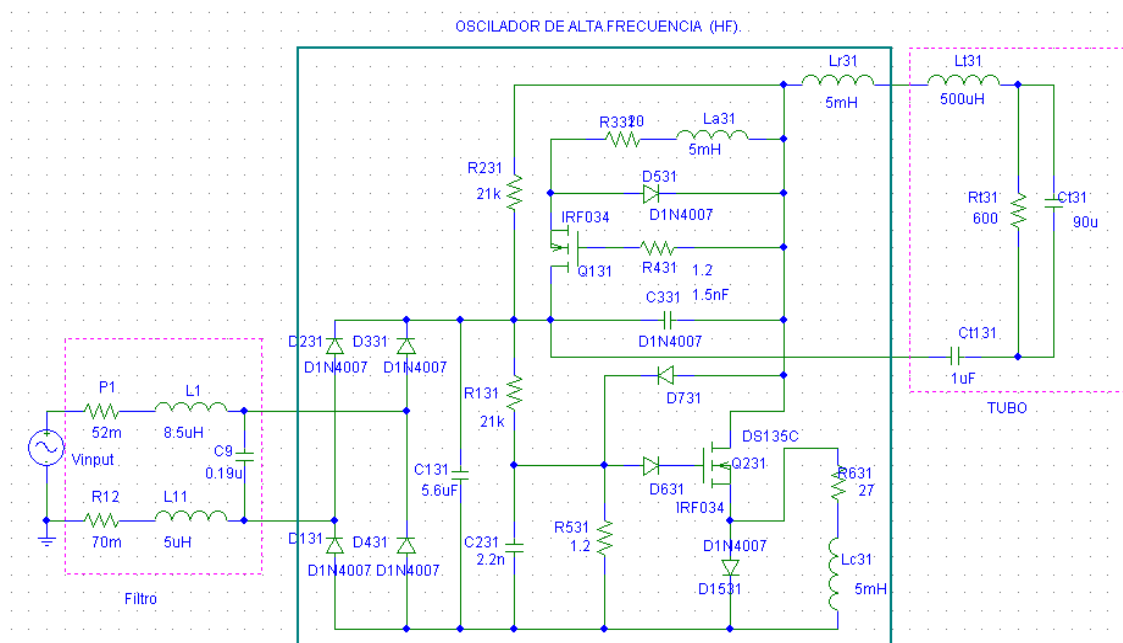 OSCILADOR DE ALTA FRECUENCIA (HF).
Lr31
5mH
Lt31
500uH
R331
20
La31
5mH
R231
21k
D531
D1N4007
IRF034
Q131
R431
1.2
1.5nF
C331
D1N4007
Rt31
600
Ct31
90u
Ct131
1uF
TUBO
D231
D331
D1N4007
D1N4007
R131
21k
D731
P1
52m
L1
8.5uH
C9
0.19u
Vinput
R12
70m
L11
5uH
Filtro
C131
5.6uF
DS135C
Q231
D631
IRF034
R631
27
D131
D431
D1N4007
D1N4007
C231
2.2n
R531
1.2
D1N4007
D1531
Lc31
5mH